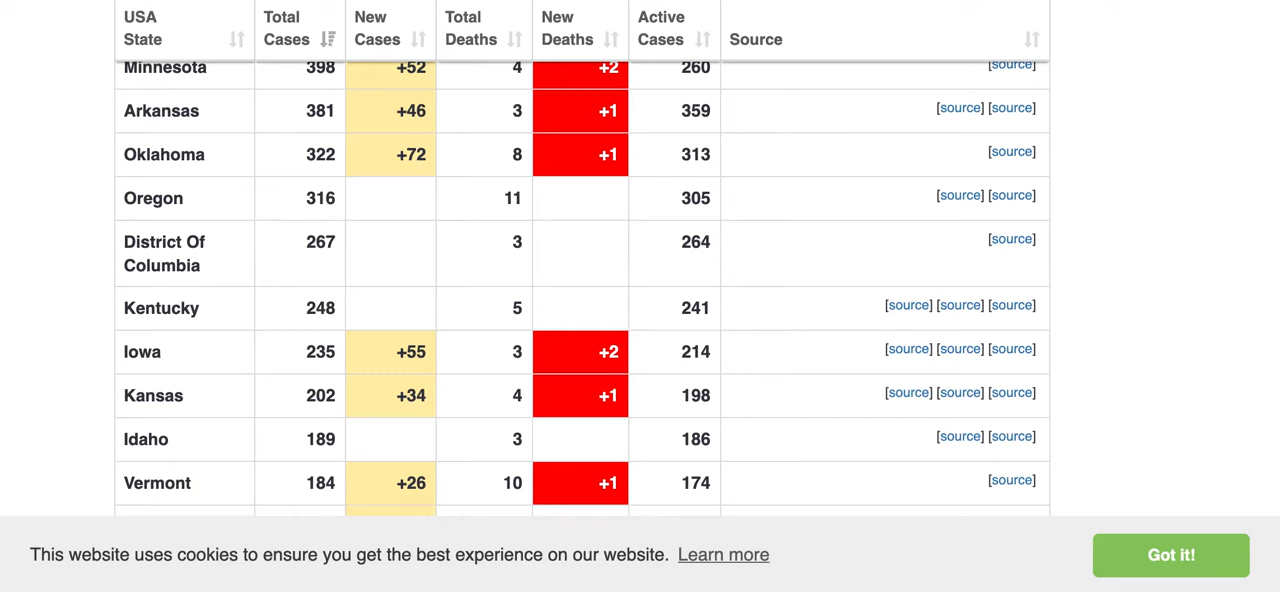 USA State Total Cases New Cases Total Deaths New Deaths Active Cases Source
Minnesota 398 +52 4 +2 260 [source]
Arkansas 381 +46 3 +1 359 [source] [source]
Oklahoma 322 +72 8 +1 313 [source]
Oregon 316 11 305 [source] [source]
District Of Columbia 267 3 264 [source]
Kentucky 248 5 241 [source] [source] [source]
Iowa 235 +55 3 +2 214 [source] [source] [source]
Kansas 202 +34 4 +1 198 [source] [source] [source]
Idaho 189 3 186 [source] [source]
Vermont 184 +26 10 +1 174 [source]
This website uses cookies to ensure you get the best experience on our website. Learn more Got it!